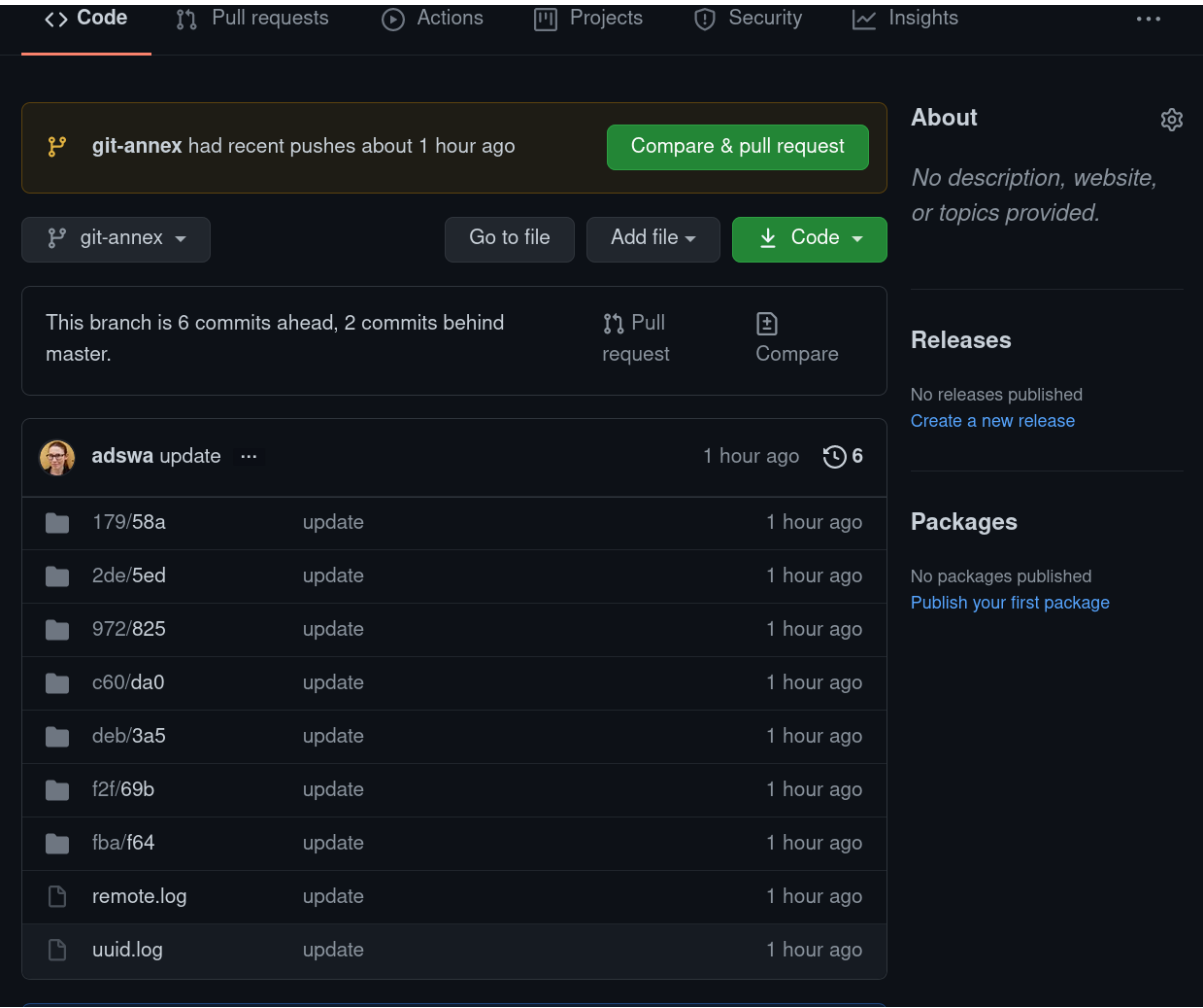 Code Pull requests Actions Projects Security Insights ...
git-annex had recent pushes about 1 hour ago Compare & pull request
git-annex Go to file Add file Code
This branch is 6 commits ahead, 2 commits behind
master.
Pull
request
Compare
adswa update ... 1 hour ago 6
179/58a update 1 hour ago
2de/5ed update 1 hour ago
972/825 update 1 hour ago
c60/da0 update 1 hour ago
deb/3a5 update 1 hour ago
f2f/69b update 1 hour ago
fba/f64 update 1 hour ago
remote.log update 1 hour ago
uuid.log update 1 hour ago
About
No description, website,
or topics provided.
Releases
No releases published
Create a new release
Packages
No packages published
Publish your first package